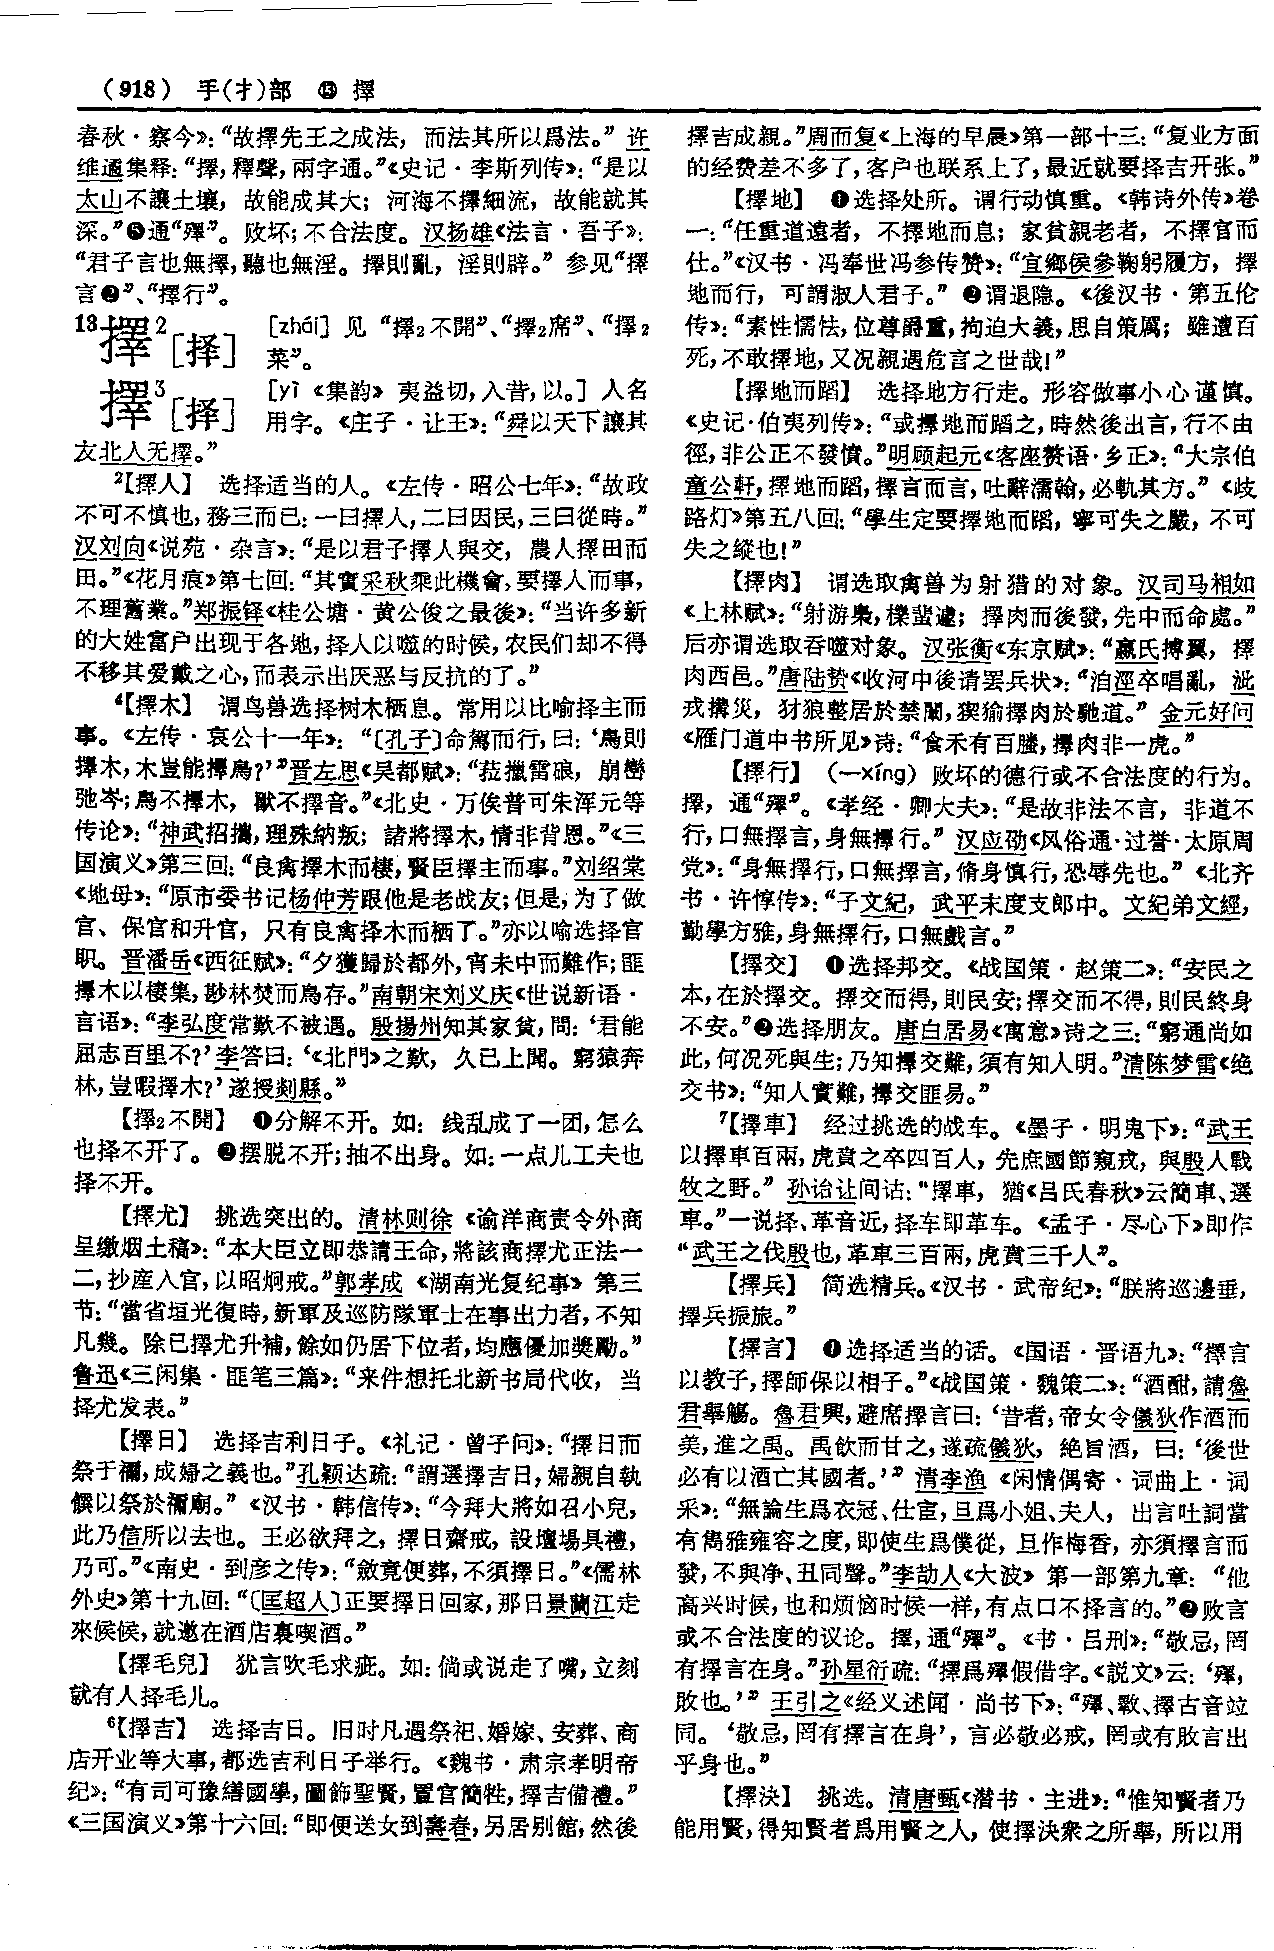 （918） 手(扌)部 ⓭ 擇
春秋·察今》：“故擇先王之成法，而法其所以爲法。”许
维遹集释：“擇，釋聲，兩字通。”《史记·李斯列传》：“是以
太山不讓土壤，故能成其大；河海不擇細流，故能就其
深。”❺通“殬”。败坏；不合法度。汉扬雄《法言·吾子》：
“君子言也無擇，聽也無淫。擇則亂，淫則辟。”参见“擇
言❷”、“擇行”。
13擇2［择］ ［zhái］见“擇2不開”、“擇2席”、“擇2
菜”。
擇3［择］ ［yì 《集韵》夷益切，入昔，以。］人名
用字。《庄子·让王》：“舜以天下讓其
友北人无擇。”
2【擇人】 选择适当的人。《左传·昭公七年》：“故政
不可不慎也，務三而已：一曰擇人，二曰因民，三曰從時。”
汉刘向《说苑·杂言》：“是以君子擇人與交，農人擇田而
田。”《花月痕》第七回：“其實采秋乘此機會，要擇人而事，
不理舊業。”郑振铎《桂公塘·黄公俊之最後》：“当许多新
的大姓富户出现于各地，择人以噬的时候，农民们却不得
不移其爱戴之心，而表示出厌恶与反抗的了。”
4【擇木】 谓鸟兽选择树木栖息。常用以比喻择主而
事。《左传·哀公十一年》：“〔孔子〕命駕而行，曰：‘鳥則
擇木，木豈能擇鳥？’”晋左思《吴都赋》：“菈擸雷硠，崩巒
弛岑；鳥不擇木，獸不擇音。”《北史·万俟普可朱浑元等
传论》：“神武招攜，理殊納叛；諸將擇木，情非背恩。”《三
国演义》第三回：“良禽擇木而棲，賢臣擇主而事。”刘绍棠
《地母》：“原市委书记杨仲芳跟他是老战友；但是，为了做
官、保官和升官，只有良禽择木而栖了。”亦以喻选择官
职。晋潘岳《西征赋》：“夕獲歸於都外，宵未中而難作；匪
擇木以棲集，尠林焚而鳥存。”南朝宋刘义庆《世说新语·
言语》：“李弘度常歎不被遇。殷揚州知其家貧，問：‘君能
屈志百里不？’李答曰：‘《北門》之歎，久已上聞。窮猿奔
林，豈暇擇木？’遂授剡縣。”
【擇2不開】 ❶分解不开。如：线乱成了一团，怎么
也择不开了。❷摆脱不开；抽不出身。如：一点儿工夫也
择不开。
【擇尤】 挑选突出的。清林则徐《谕洋商责令外商
呈缴烟土稿》：“本大臣立即恭請王命，將該商擇尤正法一
二，抄産入官，以昭炯戒。”郭孝成《湖南光复纪事》第三
节：“當省垣光復時，新軍及巡防隊軍士在事出力者，不知
凡幾。除已擇尤升補，餘如仍居下位者，均應優加獎勵。”
鲁迅《三闲集·匪笔三篇》：“来件想托北新书局代收，当
择尤发表。”
【擇日】 选择吉利日子。《礼记·曾子问》：“擇日而
祭于禰，成婦之義也。”孔颖达疏：“謂選擇吉日，婦親自執
饌以祭於禰廟。”《汉书·韩信传》：“今拜大將如召小兒，
此乃信所以去也。王必欲拜之，擇日齋戒，設壇場具禮，
乃可。”《南史·到彦之传》：“斂竟便葬，不須擇日。”《儒林
外史》第十九回：“〔匡超人〕正要擇日回家，那日景蘭江走
來候候，就邀在酒店裏喫酒。”
【擇毛兒】 犹言吹毛求疵。如：倘或说走了嘴，立刻
就有人择毛儿。
6【擇吉】 选择吉日。旧时凡遇祭祀、婚嫁、安葬、商
店开业等大事，都选吉利日子举行。《魏书·肃宗孝明帝
纪》：“有司可豫繕國學，圖飾聖賢，置官簡牲，擇吉備禮。”
《三国演义》第十六回：“即便送女到壽春，另居别館，然後
擇吉成親。”周而复《上海的早晨》第一部十三：“复业方面
的经费差不多了，客户也联系上了，最近就要择吉开张。”
【擇地】 ❶选择处所。谓行动慎重。《韩诗外传》卷
一：“任重道遠者，不擇地而息；家貧親老者，不擇官而
仕。”《汉书·冯奉世冯参传赞》：“宜鄉侯參鞠躬履方，擇
地而行，可謂淑人君子。”❷谓退隐。《後汉书·第五伦
传》：“素性懦怯，位尊爵重，拘迫大義，思自策厲；雖遭百
死，不敢擇地，又况親遇危言之世哉！”
【擇地而蹈】 选择地方行走。形容做事小心谨慎。
《史记·伯夷列传》：“或擇地而蹈之，時然後出言，行不由
徑，非公正不發憤。”明顾起元《客座赘语·乡正》：“大宗伯
童公軒，擇地而蹈，擇言而言，吐辭濡翰，必軌其方。”《歧
路灯》第五八回：“學生定要擇地而蹈，寧可失之嚴，不可
失之縱也！”
【擇肉】 谓选取禽兽为射猎的对象。汉司马相如
《上林赋》：“射游梟，櫟蜚遽；擇肉而後發，先中而命處。”
后亦谓选取吞噬对象。汉张衡《东京赋》：“嬴氏搏翼，擇
肉西邑。”唐陆贽《收河中後请罢兵状》：“洎涇卒唱亂，泚
戎搆災，豺狼整居於禁闈，猰㺄擇肉於馳道。”金元好问
《雁门道中书所见》诗：“食禾有百螣，擇肉非一虎。”
【擇行】 （—xíng）败坏的德行或不合法度的行为。
擇，通“殬”。《孝经·卿大夫》：“是故非法不言，非道不
行，口無擇言，身無擇行。”汉应劭《风俗通·过誉·太原周
党》：“身無擇行，口無擇言，脩身慎行，恐辱先也。”《北齐
书·许惇传》：“子文紀，武平末度支郎中。文紀弟文經，
勤學方雅，身無擇行，口無戲言。”
【擇交】 ❶选择邦交。《战国策·赵策二》：“安民之
本，在於擇交。擇交而得，則民安；擇交而不得，則民終身
不安。”❷选择朋友。唐白居易《寓意》诗之三：“窮通尚如
此，何况死與生；乃知擇交難，須有知人明。”清陈梦雷《绝
交书》：“知人實難，擇交匪易。”
7【擇車】 经过挑选的战车。《墨子·明鬼下》：“武王
以擇車百兩，虎賁之卒四百人，先庶國節窺戎，與殷人戰
牧之野。”孙诒让间诂：“擇車，猶《吕氏春秋》云簡車、選
車。”一说择、革音近，择车即革车。《孟子·尽心下》即作
“武王之伐殷也，革車三百兩，虎賁三千人”。
【擇兵】 简选精兵。《汉书·武帝纪》：“朕將巡邊垂，
擇兵振旅。”
【擇言】 ❶选择适当的话。《国语·晋语九》：“擇言
以教子，擇師保以相子。”《战国策·魏策二》：“酒酣，請魯
君舉觴。魯君興，避席擇言曰：‘昔者，帝女令儀狄作酒而
美，進之禹。禹飲而甘之，遂疏儀狄，絶旨酒，曰：‘後世
必有以酒亡其國者。’”清李渔《闲情偶寄·词曲上·词
采》：“無論生爲衣冠、仕宦，旦爲小姐、夫人，出言吐詞當
有雋雅雍容之度，即使生爲僕從，旦作梅香，亦須擇言而
發，不與净、丑同聲。”李劼人《大波》第一部第九章：“他
高兴时候，也和烦恼时候一样，有点口不择言的。”❷败言
或不合法度的议论。擇，通“殬”。《书·吕刑》：“敬忌，罔
有擇言在身。”孙星衍疏：“擇爲殬假借字。《説文》云：‘殬，
敗也。’”王引之《经义述闻·尚书下》：“殬、斁、擇古音竝
同。‘敬忌，罔有擇言在身’，言必敬必戒，罔或有敗言出
乎身也。”
【擇決】 挑选。清唐甄《潜书·主进》：“惟知賢者乃
能用賢，得知賢者爲用賢之人，使擇決衆之所舉，所以用